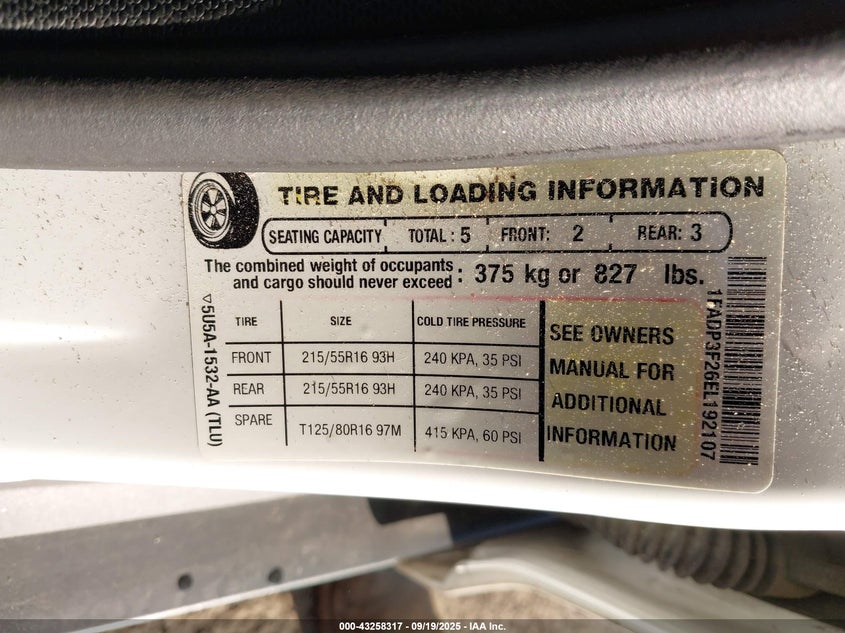 TIRE AND LOADING INFORMATION
SEATING CAPACITY TOTAL : 5 FRONT: 2 REAR: 3
The combined weight of occupants and cargo should never exceed : 375 kg or 827 lbs.
TIRE SIZE COLD TIRE PRESSURE
FRONT 215/55R16 93H 240 KPA, 35 PSI
REAR 215/55R16 93H 240 KPA, 35 PSI
SPARE T125/80R16 97M 415 KPA, 60 PSI
SEE OWNERS
MANUAL FOR
ADDITIONAL
INFORMATION
▽5U5A-1532-AA (TLU)
1FADP3F26EL192107
000-43258317 - 09/19/2025 - IAA Inc.